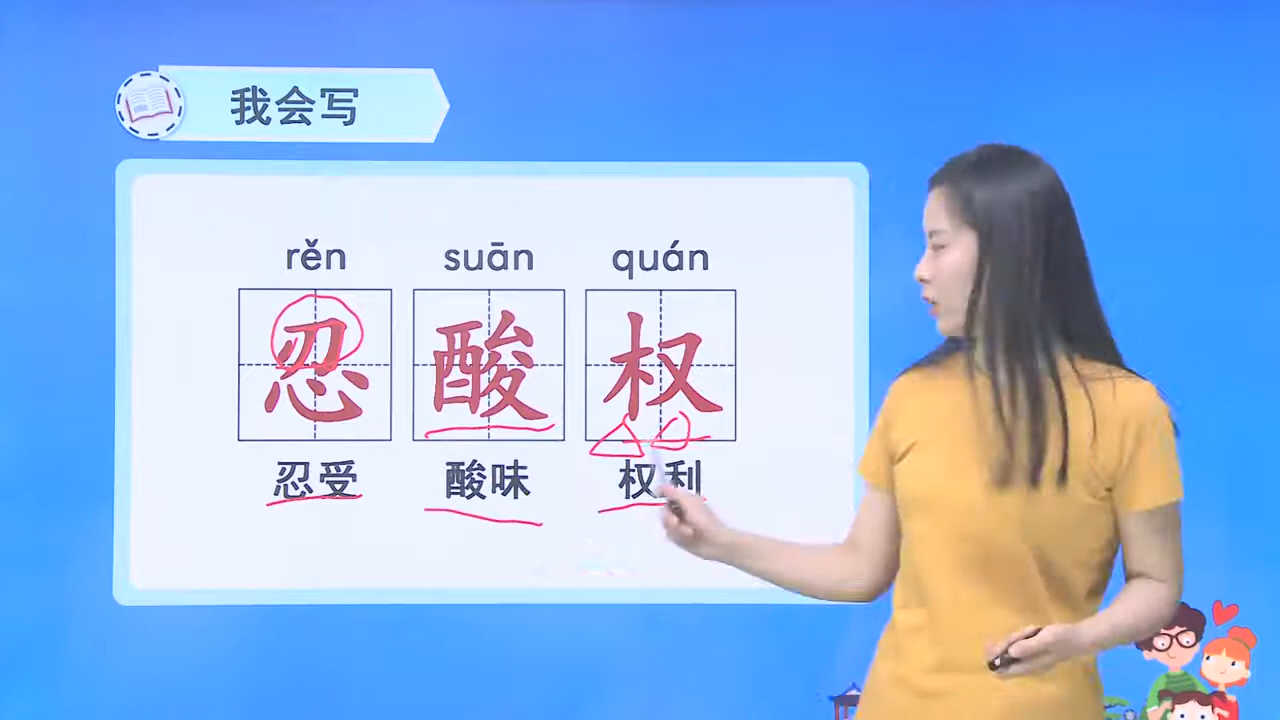 我会写
rěn suān quán
忍 酸 权
忍受 酸味 权利